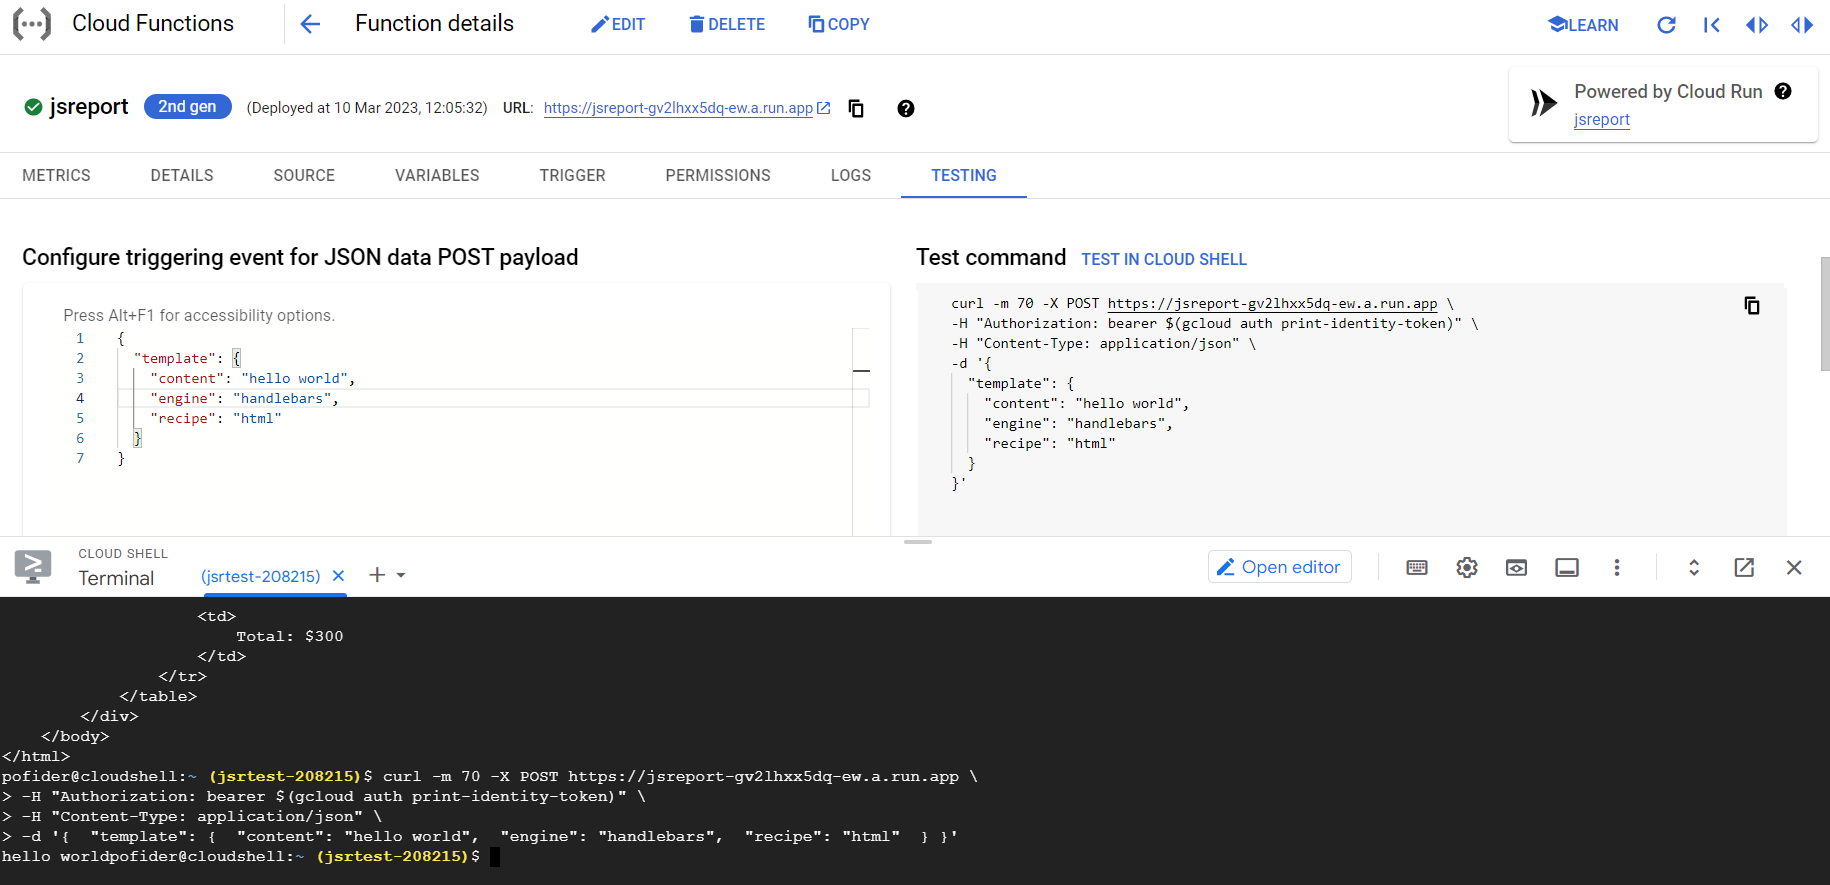 Cloud Functions
Function details
EDIT
DELETE
COPY
LEARN
jsreport
2nd gen
(Deployed at 10 Mar 2023, 12:05:32)
URL: https://jsreport-gv2lhxx5dq-ew.a.run.app
Powered by Cloud Run
jsreport
METRICS
DETAILS
SOURCE
VARIABLES
TRIGGER
PERMISSIONS
LOGS
TESTING
Configure triggering event for JSON data POST payload
Press Alt+F1 for accessibility options.
1 {
2 "template": {
3 "content": "hello world",
4 "engine": "handlebars",
5 "recipe": "html"
6 }
7 }
Test command
TEST IN CLOUD SHELL
curl -m 70 -X POST https://jsreport-gv2lhxx5dq-ew.a.run.app \
-H "Authorization: bearer $(gcloud auth print-identity-token)" \
-H "Content-Type: application/json" \
-d '{
"template": {
"content": "hello world",
"engine": "handlebars",
"recipe": "html"
}
}'
CLOUD SHELL
Terminal
(jsrtest-208215)
Open editor
<td>
Total: $300
</td>
</tr>
</table>
</div>
</body>
</html>
pofider@cloudshell:~ (jsrtest-208215)$ curl -m 70 -X POST https://jsreport-gv2lhxx5dq-ew.a.run.app \
> -H "Authorization: bearer $(gcloud auth print-identity-token)" \
> -H "Content-Type: application/json" \
> -d '{  "template": {  "content": "hello world",  "engine": "handlebars",  "recipe": "html"  } }'
hello worldpofider@cloudshell:~ (jsrtest-208215)$